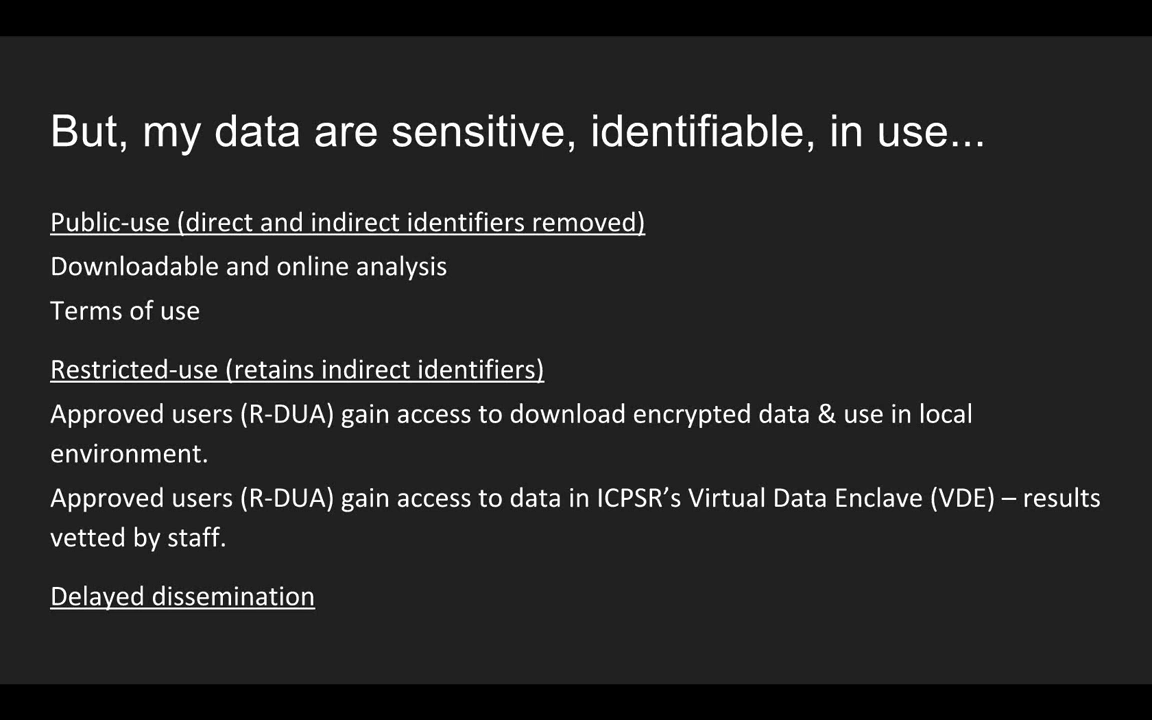 But, my data are sensitive, identifiable, in use...
Public-use (direct and indirect identifiers removed)
Downloadable and online analysis
Terms of use
Restricted-use (retains indirect identifiers)
Approved users (R-DUA) gain access to download encrypted data & use in local
environment.
Approved users (R-DUA) gain access to data in ICPSR’s Virtual Data Enclave (VDE) – results
vetted by staff.
Delayed dissemination